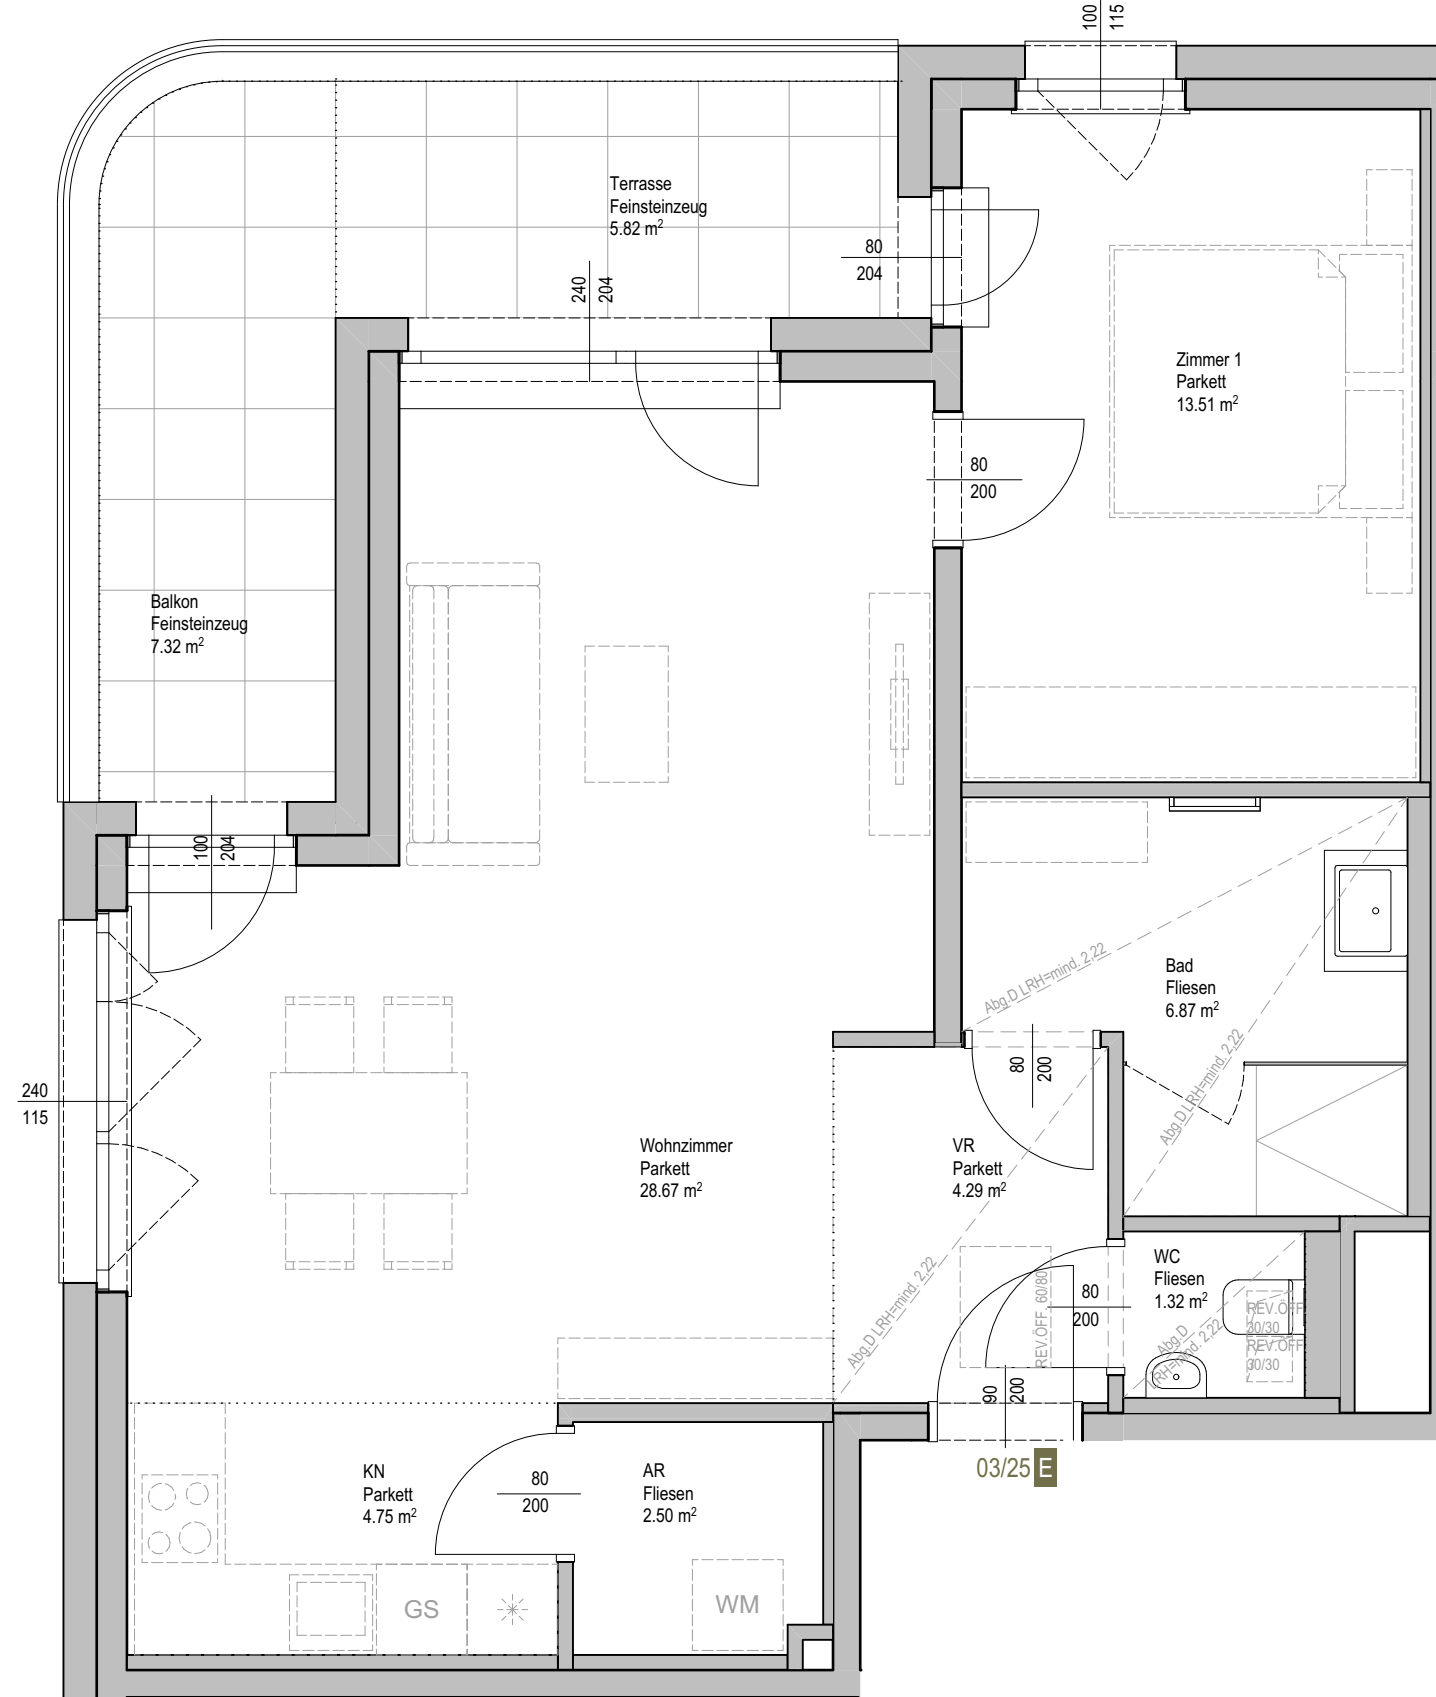 100
115
Terrasse
Feinsteinzeug
5.82 m²
80
204
240
204
Zimmer 1
Parkett
13.51 m²
80
200
Balkon
Feinsteinzeug
7.32 m²
100
204
Abg.D LRH=mind. 2,22
Bad
Fliesen
6.87 m²
80
200
Abg.D LRH=mind. 2,22
240
115
Wohnzimmer
Parkett
28.67 m²
VR
Parkett
4.29 m²
Abg.D LRH=mind. 2,22
REV.ÖFF. 60/80
80
200
WC
Fliesen
1.32 m²
REV.ÖFF
30/30
REV.ÖFF
30/30
Abg.D
LRH=mind. 2,22
90
200
03/25 E
KN
Parkett
4.75 m²
80
200
AR
Fliesen
2.50 m²
GS
WM